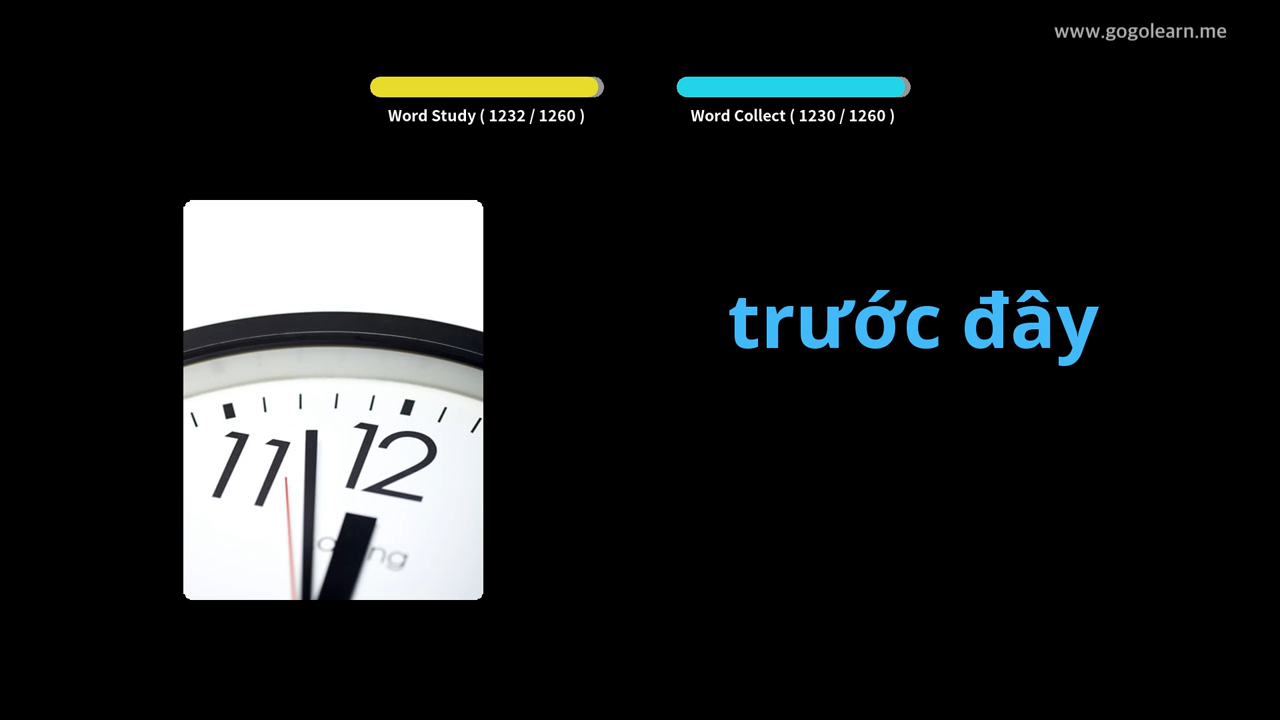 www.gogolearn.me
Word Study ( 1232 / 1260 )
Word Collect ( 1230 / 1260 )
trước đây
11
12